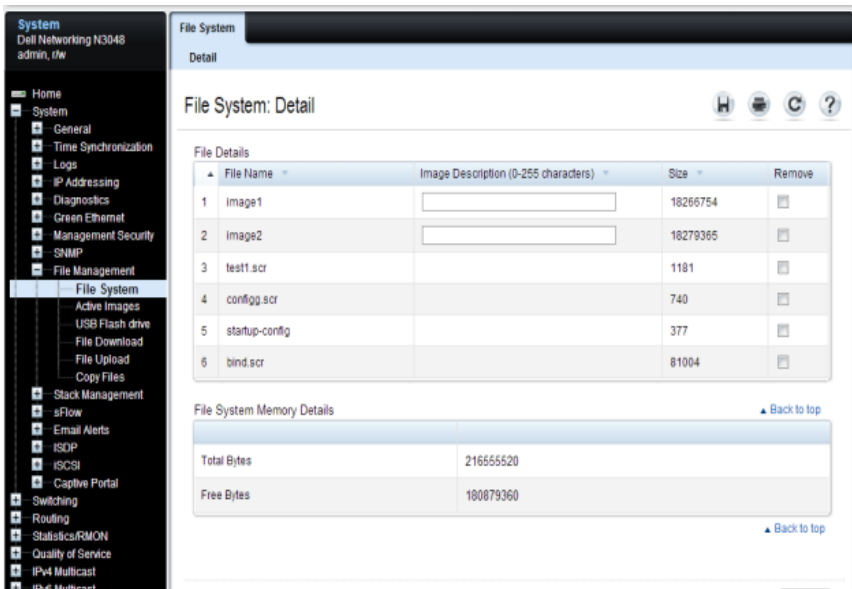 System
Dell Networking N3048
admin, r/w
Home
System
General
Time Synchronization
Logs
IP Addressing
Diagnostics
Green Ethernet
Management Security
SNMP
File Management
File System
Active Images
USB Flash drive
File Download
File Upload
Copy Files
Stack Management
sFlow
Email Alerts
ISDP
iSCSI
Captive Portal
Switching
Routing
Statistics/RMON
Quality of Service
IPv4 Multicast
IPv6 Multicast
File System
Detail
File System: Detail
File Details
File Name Image Description (0-255 characters) Size Remove
1 image1 18266754
2 image2 18279365
3 test1.scr 1181
4 configg.scr 740
5 startup-config 377
6 bind.scr 81004
File System Memory Details Back to top
Total Bytes 216555520
Free Bytes 180879360
Back to top